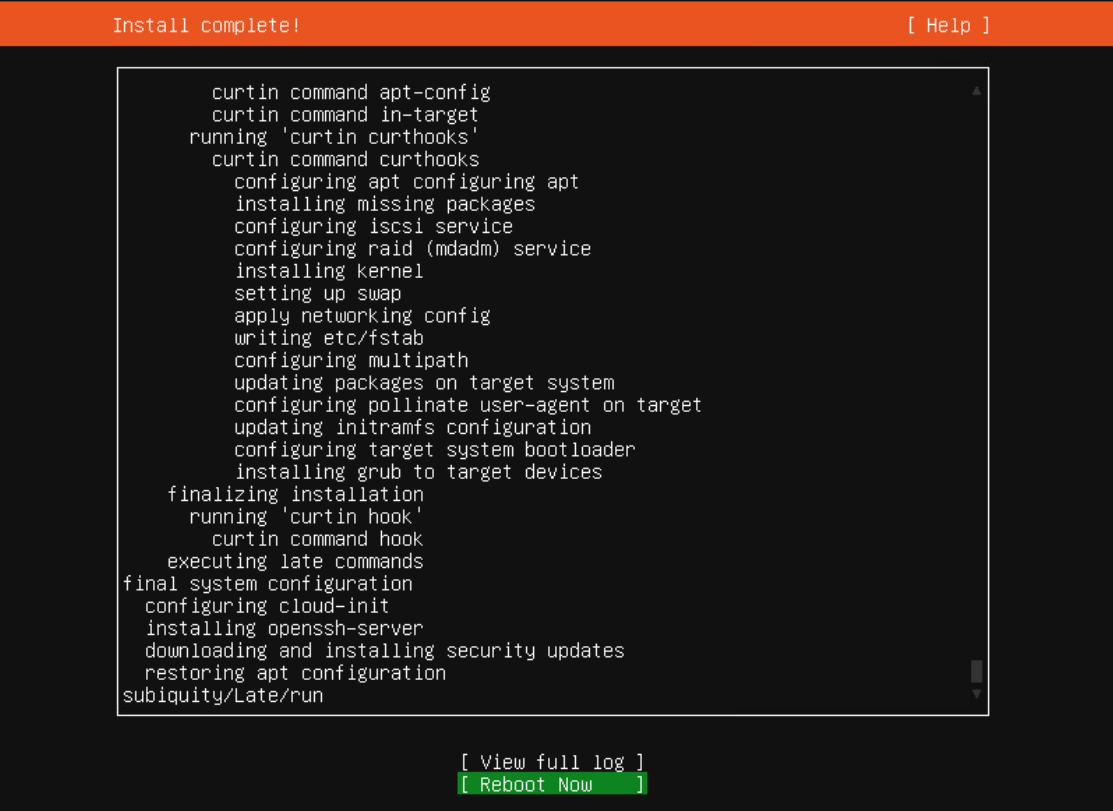 Install complete!
[ Help ]
curtin command apt-config
curtin command in-target
running 'curtin curthooks'
curtin command curthooks
configuring apt configuring apt
installing missing packages
configuring iscsi service
configuring raid (mdadm) service
installing kernel
setting up swap
apply networking config
writing etc/fstab
configuring multipath
updating packages on target system
configuring pollinate user-agent on target
updating initramfs configuration
configuring target system bootloader
installing grub to target devices
finalizing installation
running 'curtin hook'
curtin command hook
executing late commands
final system configuration
configuring cloud-init
installing openssh-server
downloading and installing security updates
restoring apt configuration
subiquity/Late/run
[ View full log ]
[ Reboot Now ]